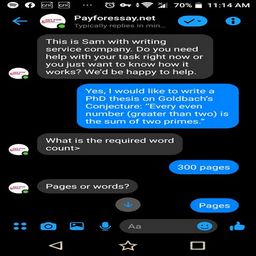 70% 11:14 AM
Payforessay.net
Typically replies in min...
This is Sam with writing
service company. Do you need
help with your task right now or
you just want to know how it
works? We'd be happy to help.
Yes, I would like to write a
PhD thesis on Goldbach's
Conjecture: "Every even
number (greater than two) is
the sum of two primes."
What is the required word
count>
300 pages
Pages or words?
Pages
Aa